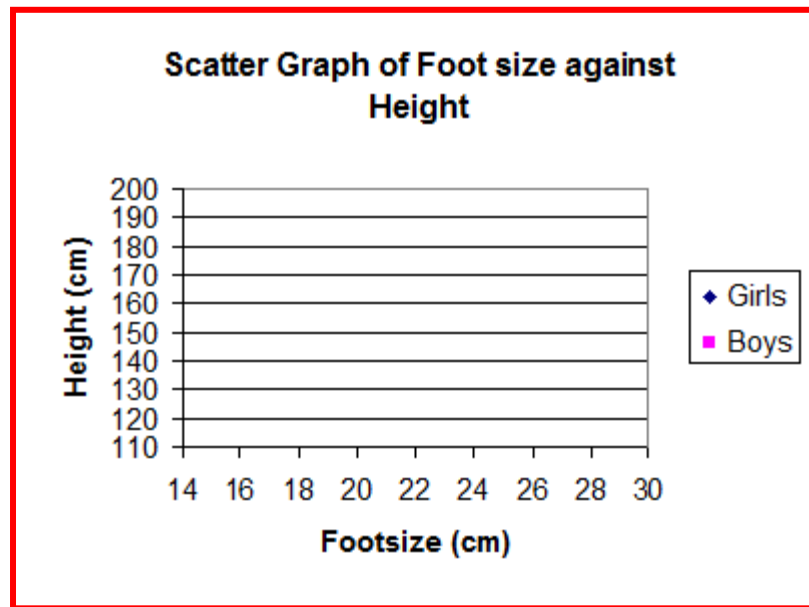 Scatter Graph of Foot size against
Height
200
190
180
170
160
150
140
130
120
110
Height (cm)
14 16 18 20 22 24 26 28 30
Footsize (cm)
Girls
Boys